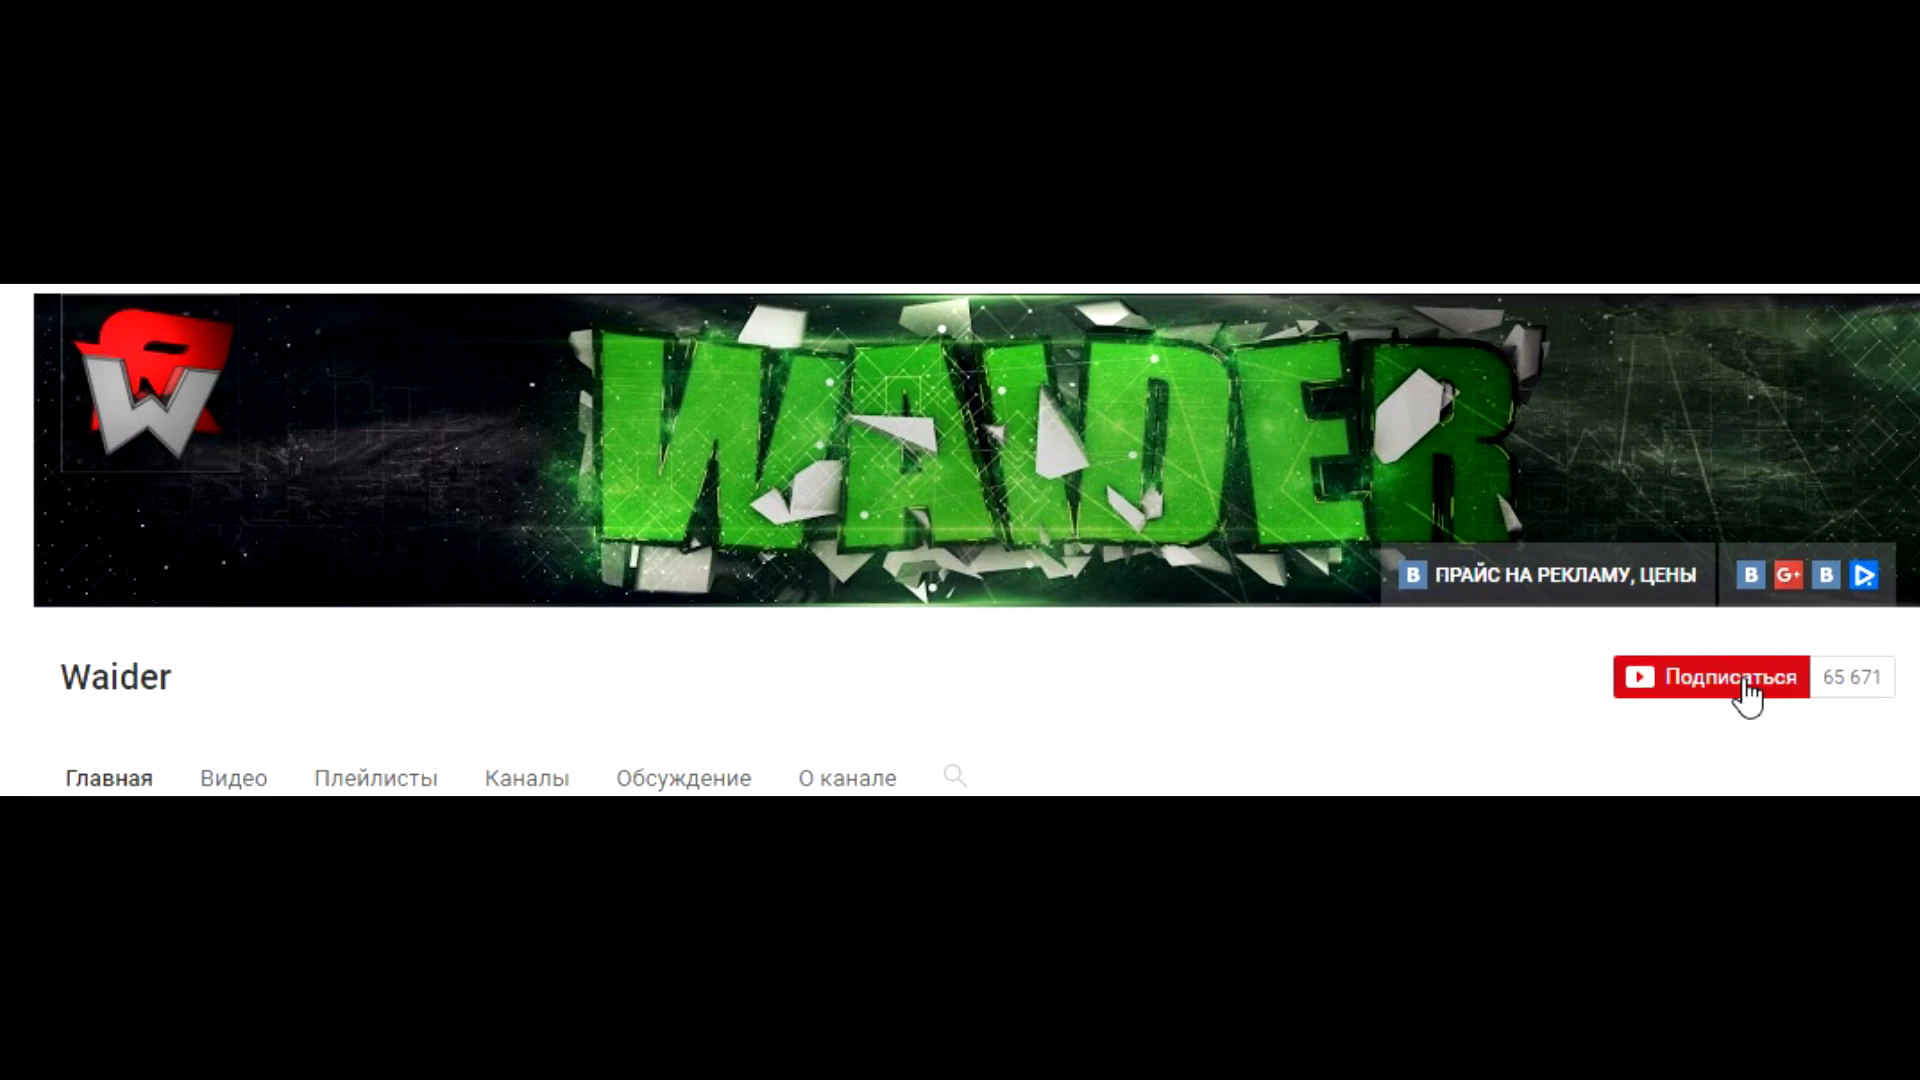 WAIDER
W
B ПРАЙС НА РЕКЛАМУ, ЦЕНЫ B G+ B
Waider
Подписаться 65 671
Главная Видео Плейлисты Каналы Обсуждение О канале